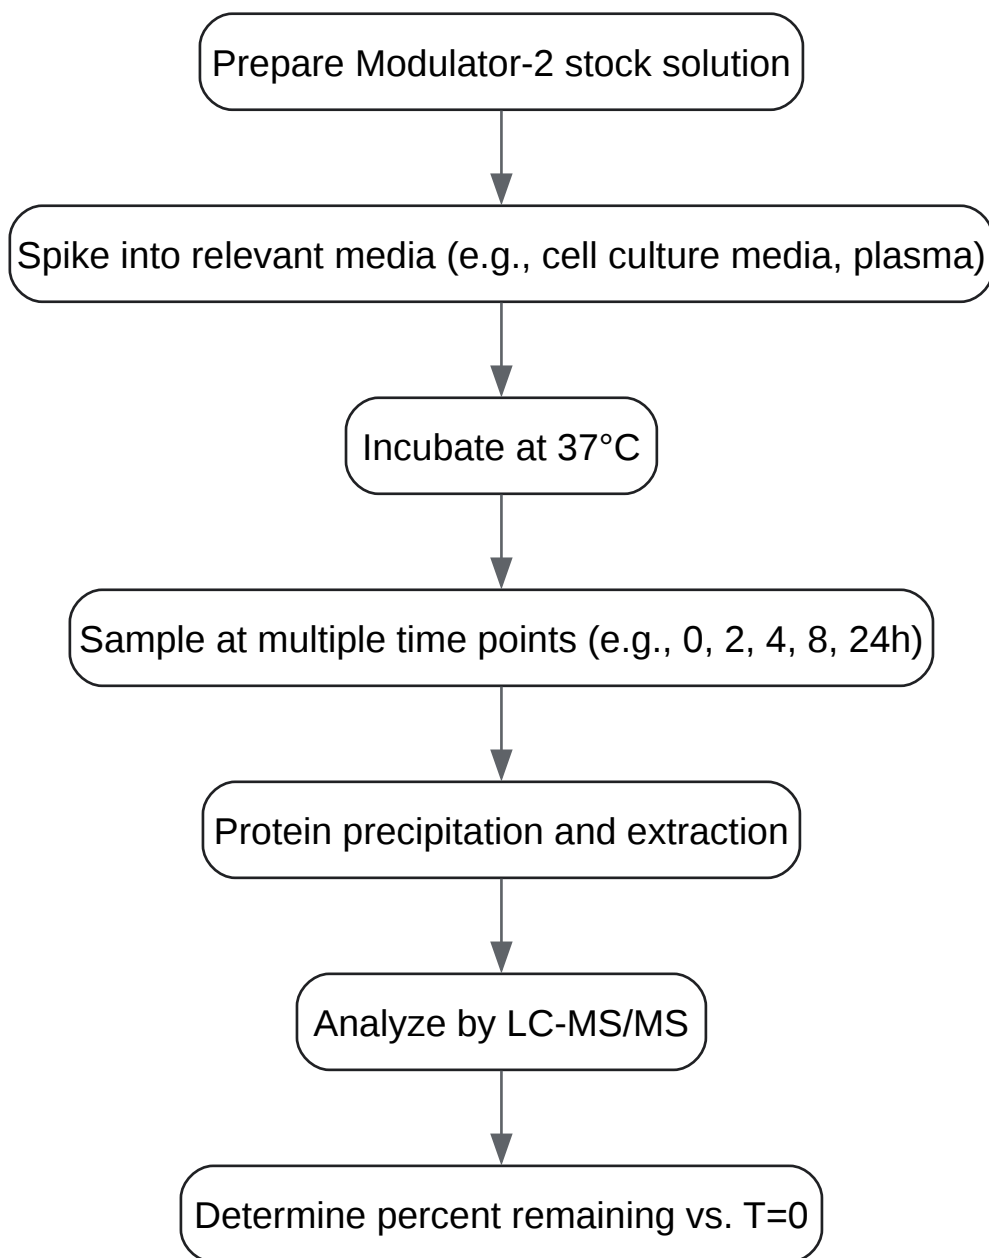 Prepare Modulator-2 stock solution
Spike into relevant media (e.g., cell culture media, plasma)
Incubate at 37°C
Sample at multiple time points (e.g., 0, 2, 4, 8, 24h)
Protein precipitation and extraction
Analyze by LC-MS/MS
Determine percent remaining vs. T=0